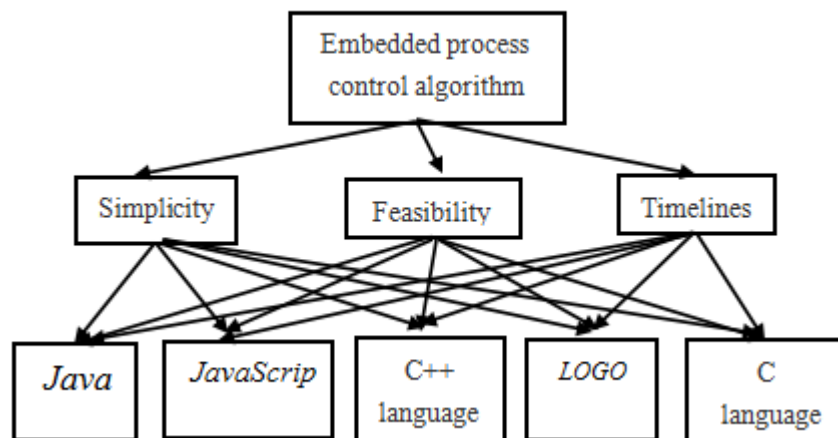 Embedded process
control algorithm
Simplicity
Feasibility
Timelines
Java
JavaScrip
C++
language
LOGO
C
language